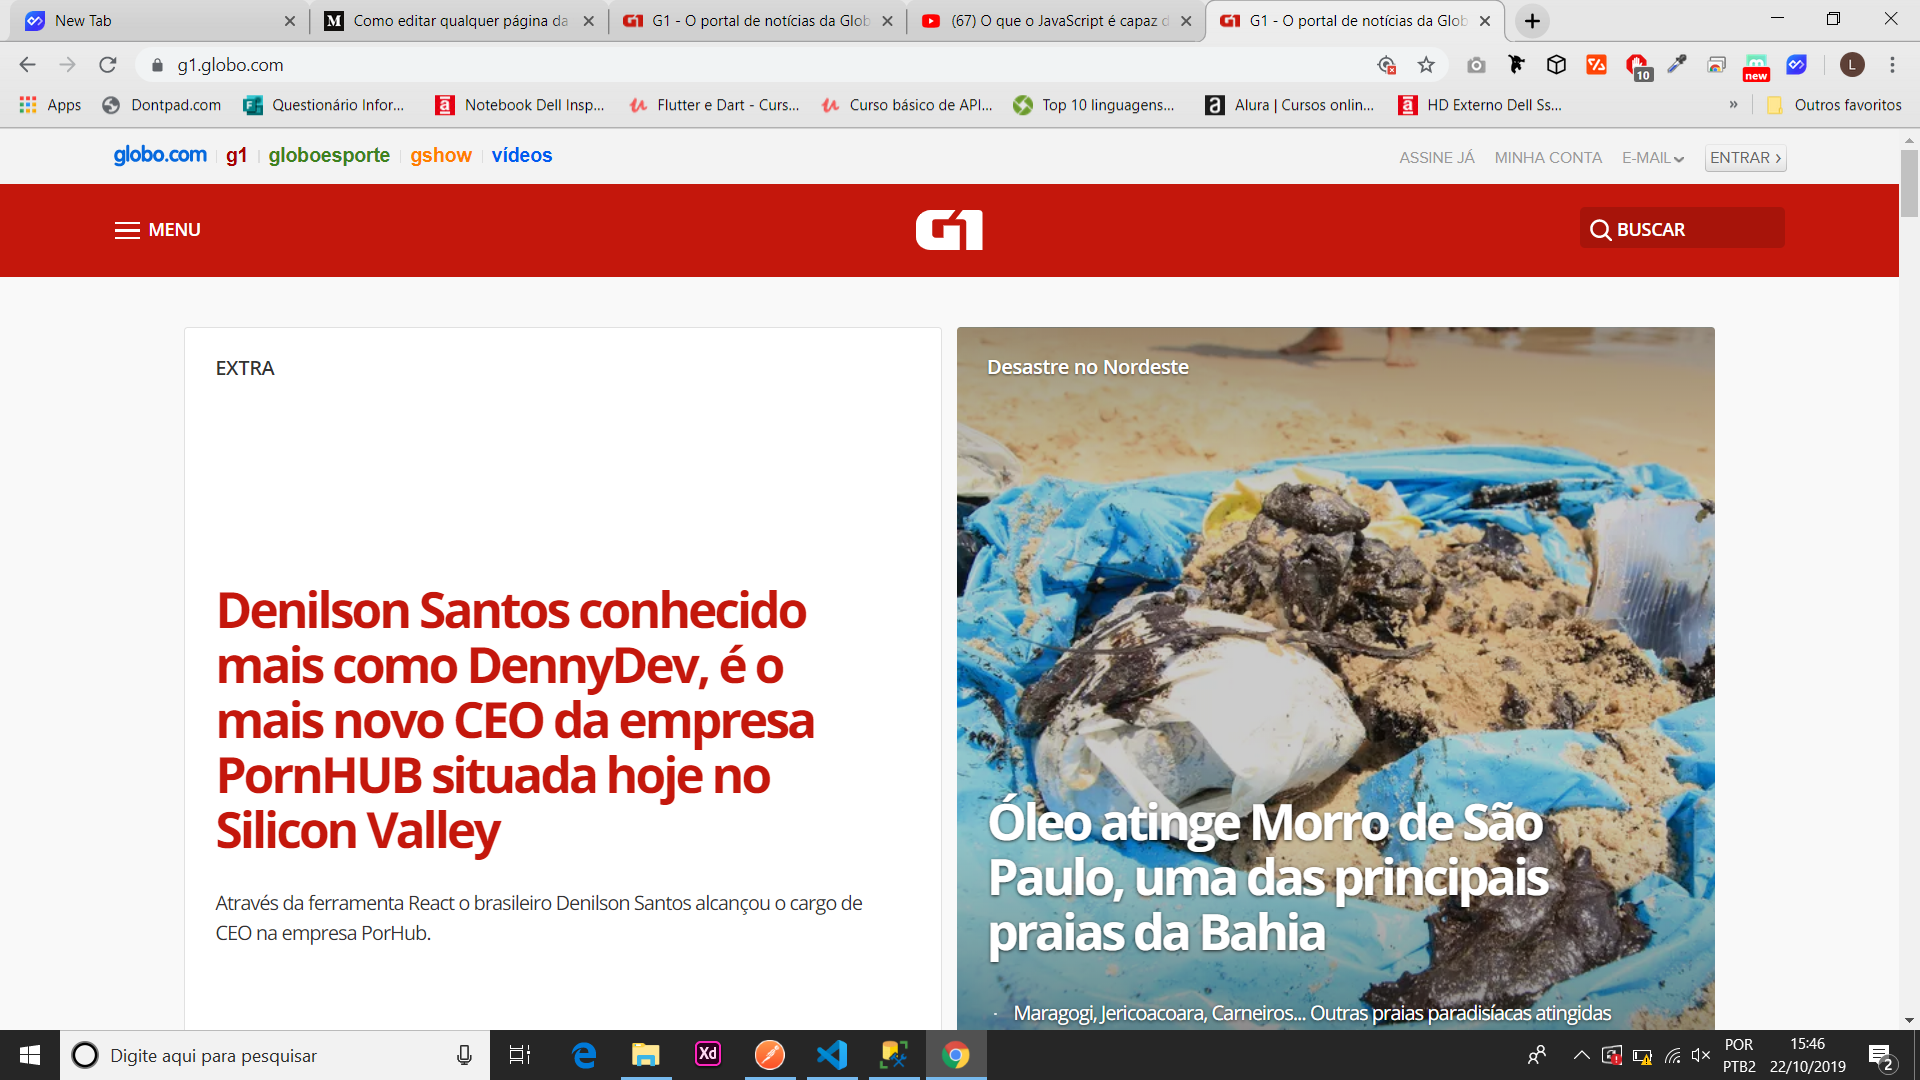 New Tab
Como editar qualquer página da
G1 - O portal de notícias da Glob
(67) O que o JavaScript é capaz d
G1 - O portal de notícias da Glob
g1.globo.com
10
new
L
Apps
Dontpad.com
Questionário Infor...
Notebook Dell Insp...
Flutter e Dart - Curs...
Curso básico de API...
Top 10 linguagens...
Alura | Cursos onlin...
HD Externo Dell Ss...
»
Outros favoritos
globo.com
g1
globoesporte
gshow
vídeos
ASSINE JÁ
MINHA CONTA
E-MAIL
ENTRAR ›
MENU
G1
BUSCAR
EXTRA
Denilson Santos conhecido
mais como DennyDev, é o
mais novo CEO da empresa
PornHUB situada hoje no
Silicon Valley
Através da ferramenta React o brasileiro Denilson Santos alcançou o cargo de
CEO na empresa PorHub.
Desastre no Nordeste
Óleo atinge Morro de São
Paulo, uma das principais
praias da Bahia
· Maragogi, Jericoacoara, Carneiros... Outras praias paradisíacas atingidas
Digite aqui para pesquisar
Xd
POR
PTB2
15:46
22/10/2019
2